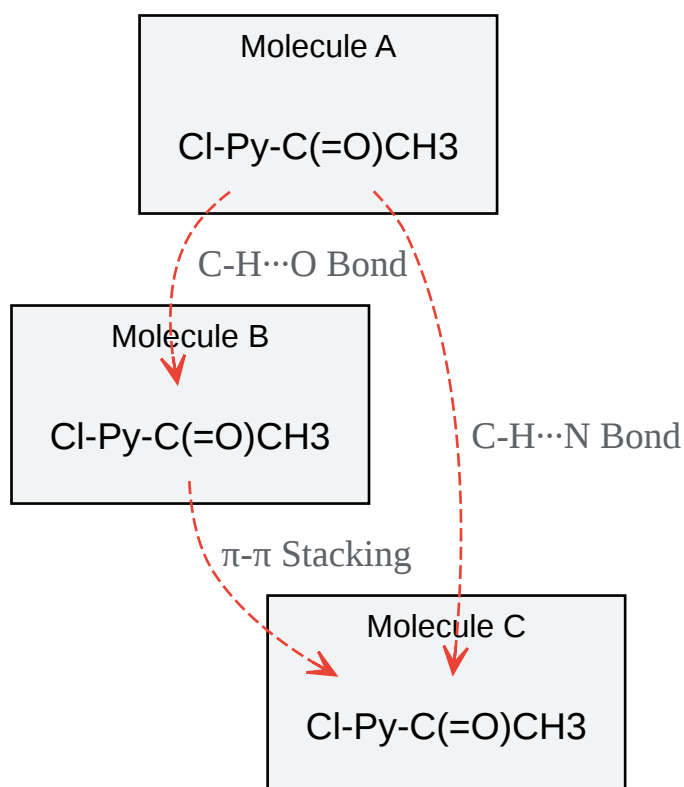 Molecule A
Cl-Py-C(=O)CH3
C-H···O Bond
Molecule B
Cl-Py-C(=O)CH3
C-H···N Bond
π-π Stacking
Molecule C
Cl-Py-C(=O)CH3